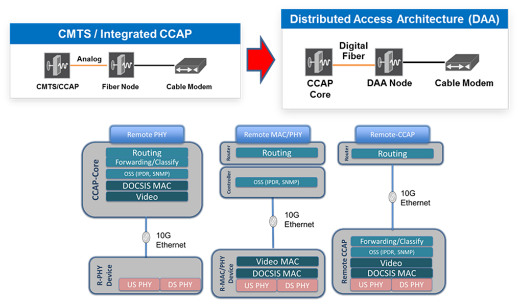 CMTS / Integrated CCAP
Analog
CMTS/CCAP
Fiber Node
Cable Modem
Distributed Access Architecture (DAA)
Digital
Fiber
CCAP
Core
DAA Node
Cable Modem
Remote PHY
CCAP-Core
Routing
Forwarding/Classify
OSS (IPDR, SNMP)
DOCSIS MAC
Video
10G
Ethernet
R-PHY
Device
US PHY
DS PHY
Remote MAC/PHY
Router
Routing
Controller
OSS (IPDR, SNMP)
10G
Ethernet
R-MAC/PHY
Device
Video MAC
DOCSIS MAC
US PHY
DS PHY
Remote-CCAP
Router
Routing
10G
Ethernet
Remote CCAP
Forwarding/Classify
OSS (IPDR, SNMP)
Video
DOCSIS MAC
US PHY
DS PHY